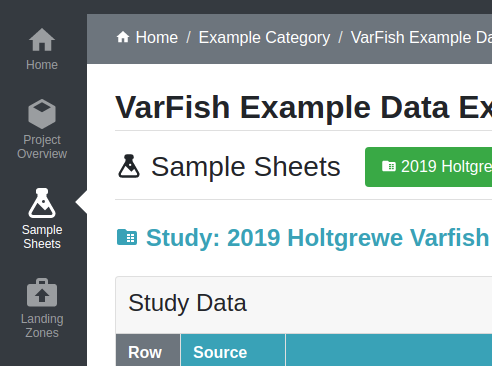 Home / Example Category / VarFish Example Da
Home
Project
Overview
Sample
Sheets
Landing
Zones
VarFish Example Data Ex
Sample Sheets
2019 Holtgre
Study: 2019 Holtgrewe Varfish
Study Data
Row Source